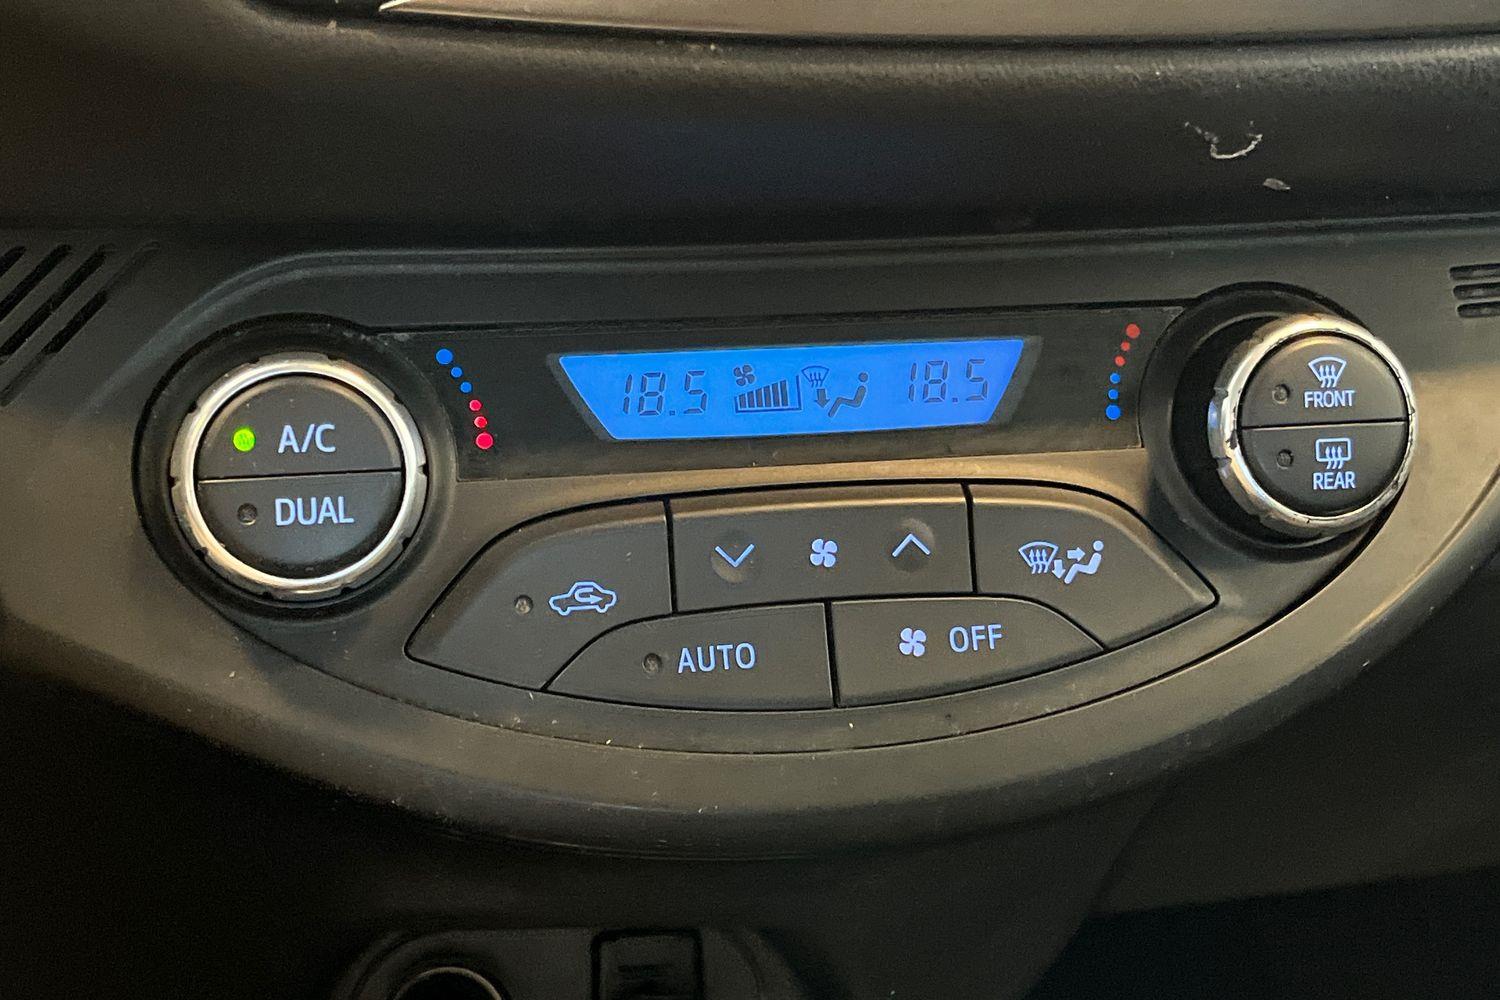 18.5 18.5
A/C
DUAL
FRONT
REAR
AUTO
OFF